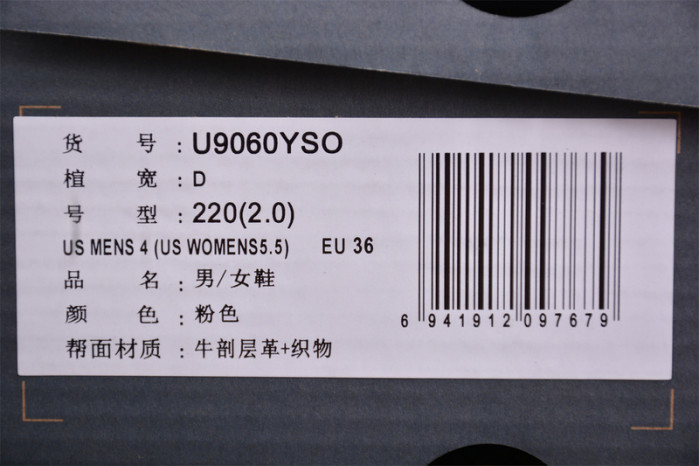 货 号 : U9060YSO
楦 宽 : D
号 型 : 220(2.0)
US MENS 4 (US WOMENS5.5) EU 36
品 名 : 男/女鞋
颜 色 : 粉色
帮面材质 : 牛剖层革+织物
6 941912 097679